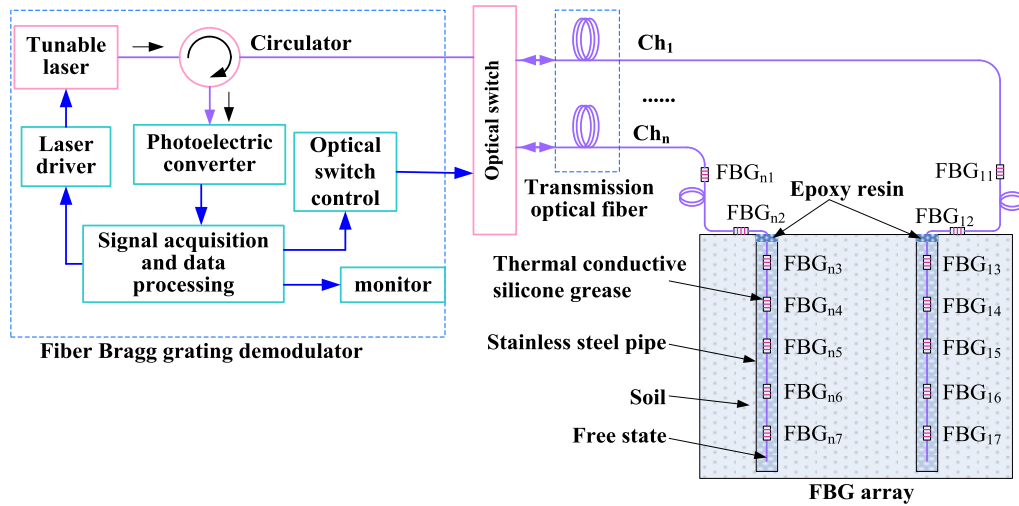 Tunable
laser
Circulator
Laser
driver
Photoelectric
converter
Optical
switch
control
Signal acquisition
and data
processing
monitor
Fiber Bragg grating demodulator
Optical switch
Ch₁
......
Chₙ
Transmission
optical fiber
Epoxy resin
FBGₙ₁
FBG₁₁
FBGₙ₂
FBG₁₂
Thermal conductive
silicone grease
Stainless steel pipe
Soil
Free state
FBGₙ₃
FBGₙ₄
FBGₙ₅
FBGₙ₆
FBGₙ₇
FBG₁₃
FBG₁₄
FBG₁₅
FBG₁₆
FBG₁₇
FBG array